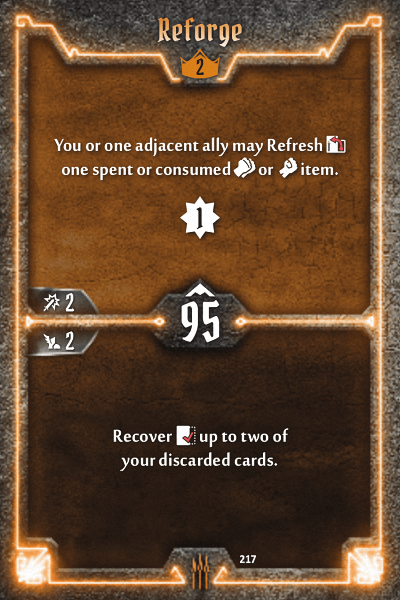 Reforge
2
You or one adjacent ally may Refresh
one spent or consumed or item.
1
2
95
2
Recover up to two of
your discarded cards.
217